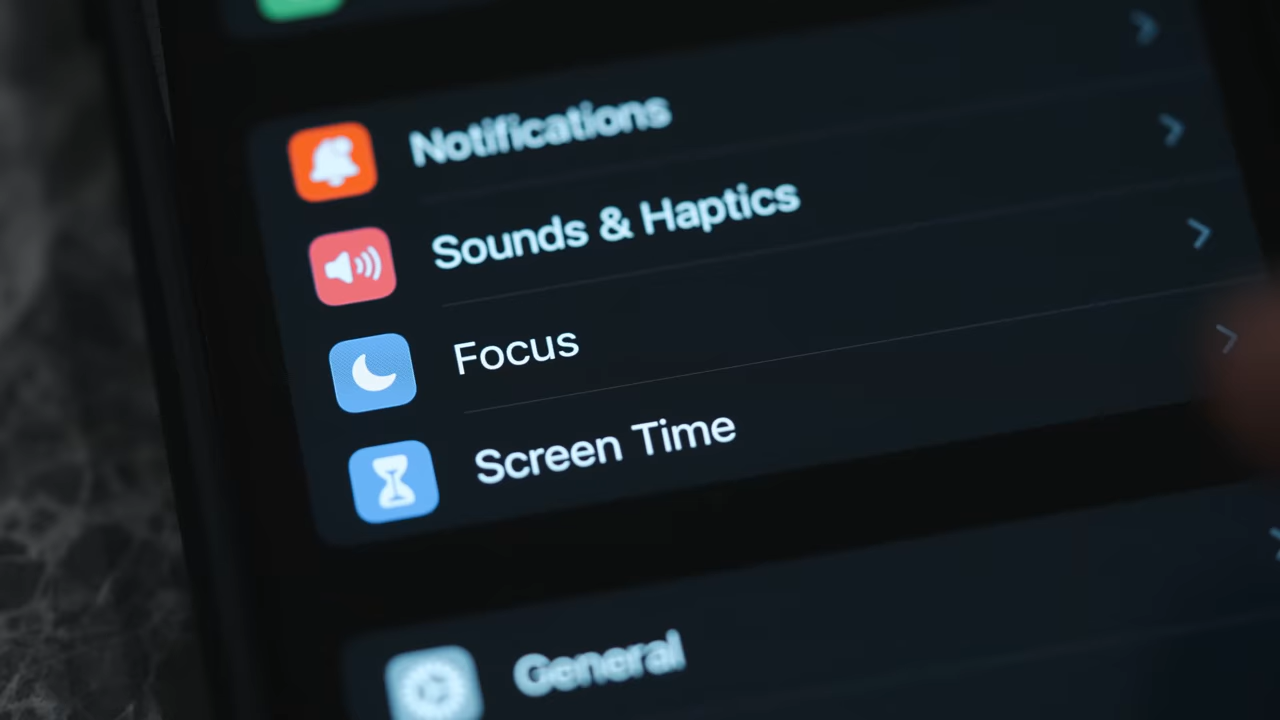 Notifications
Sounds & Haptics
Focus
Screen Time
General